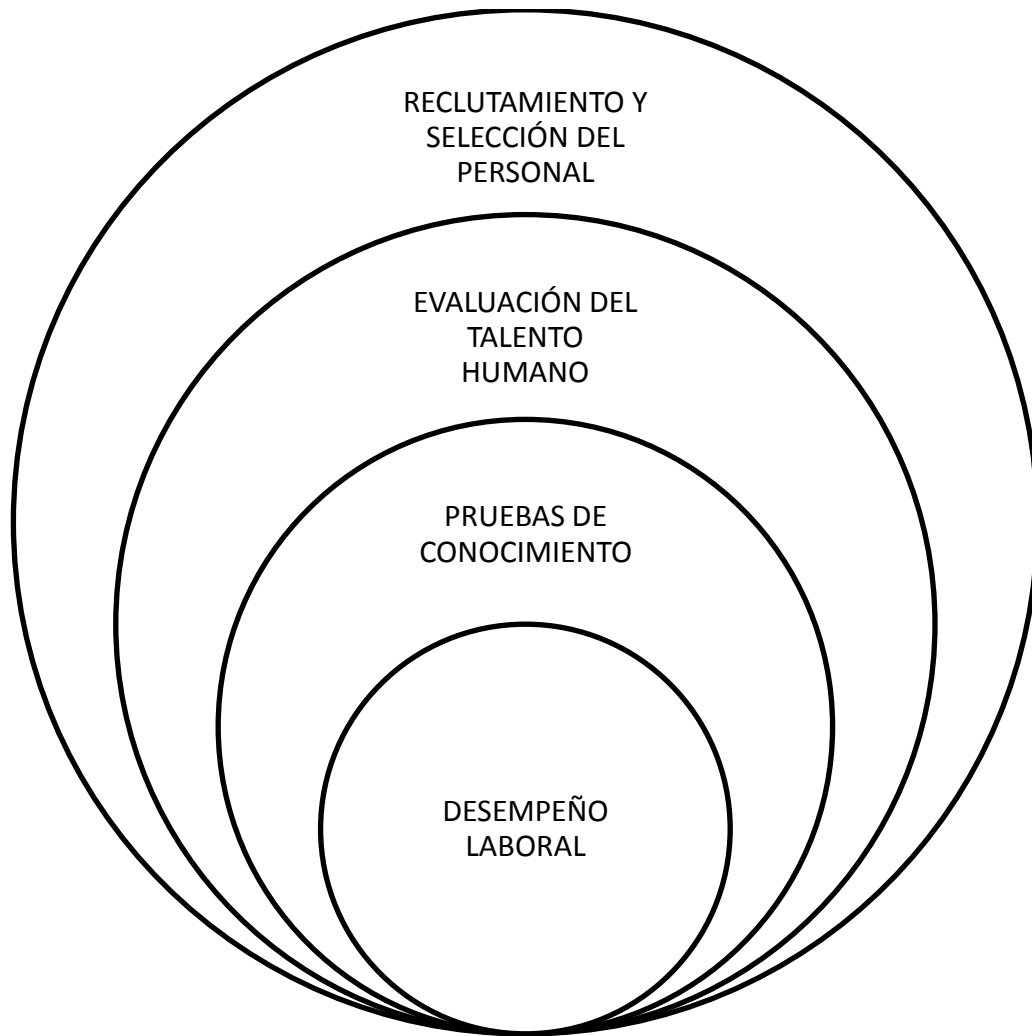 RECLUTAMIENTO Y
SELECCIÓN DEL
PERSONAL
EVALUACIÓN DEL
TALENTO
HUMANO
PRUEBAS DE
CONOCIMIENTO
DESEMPEÑO
LABORAL